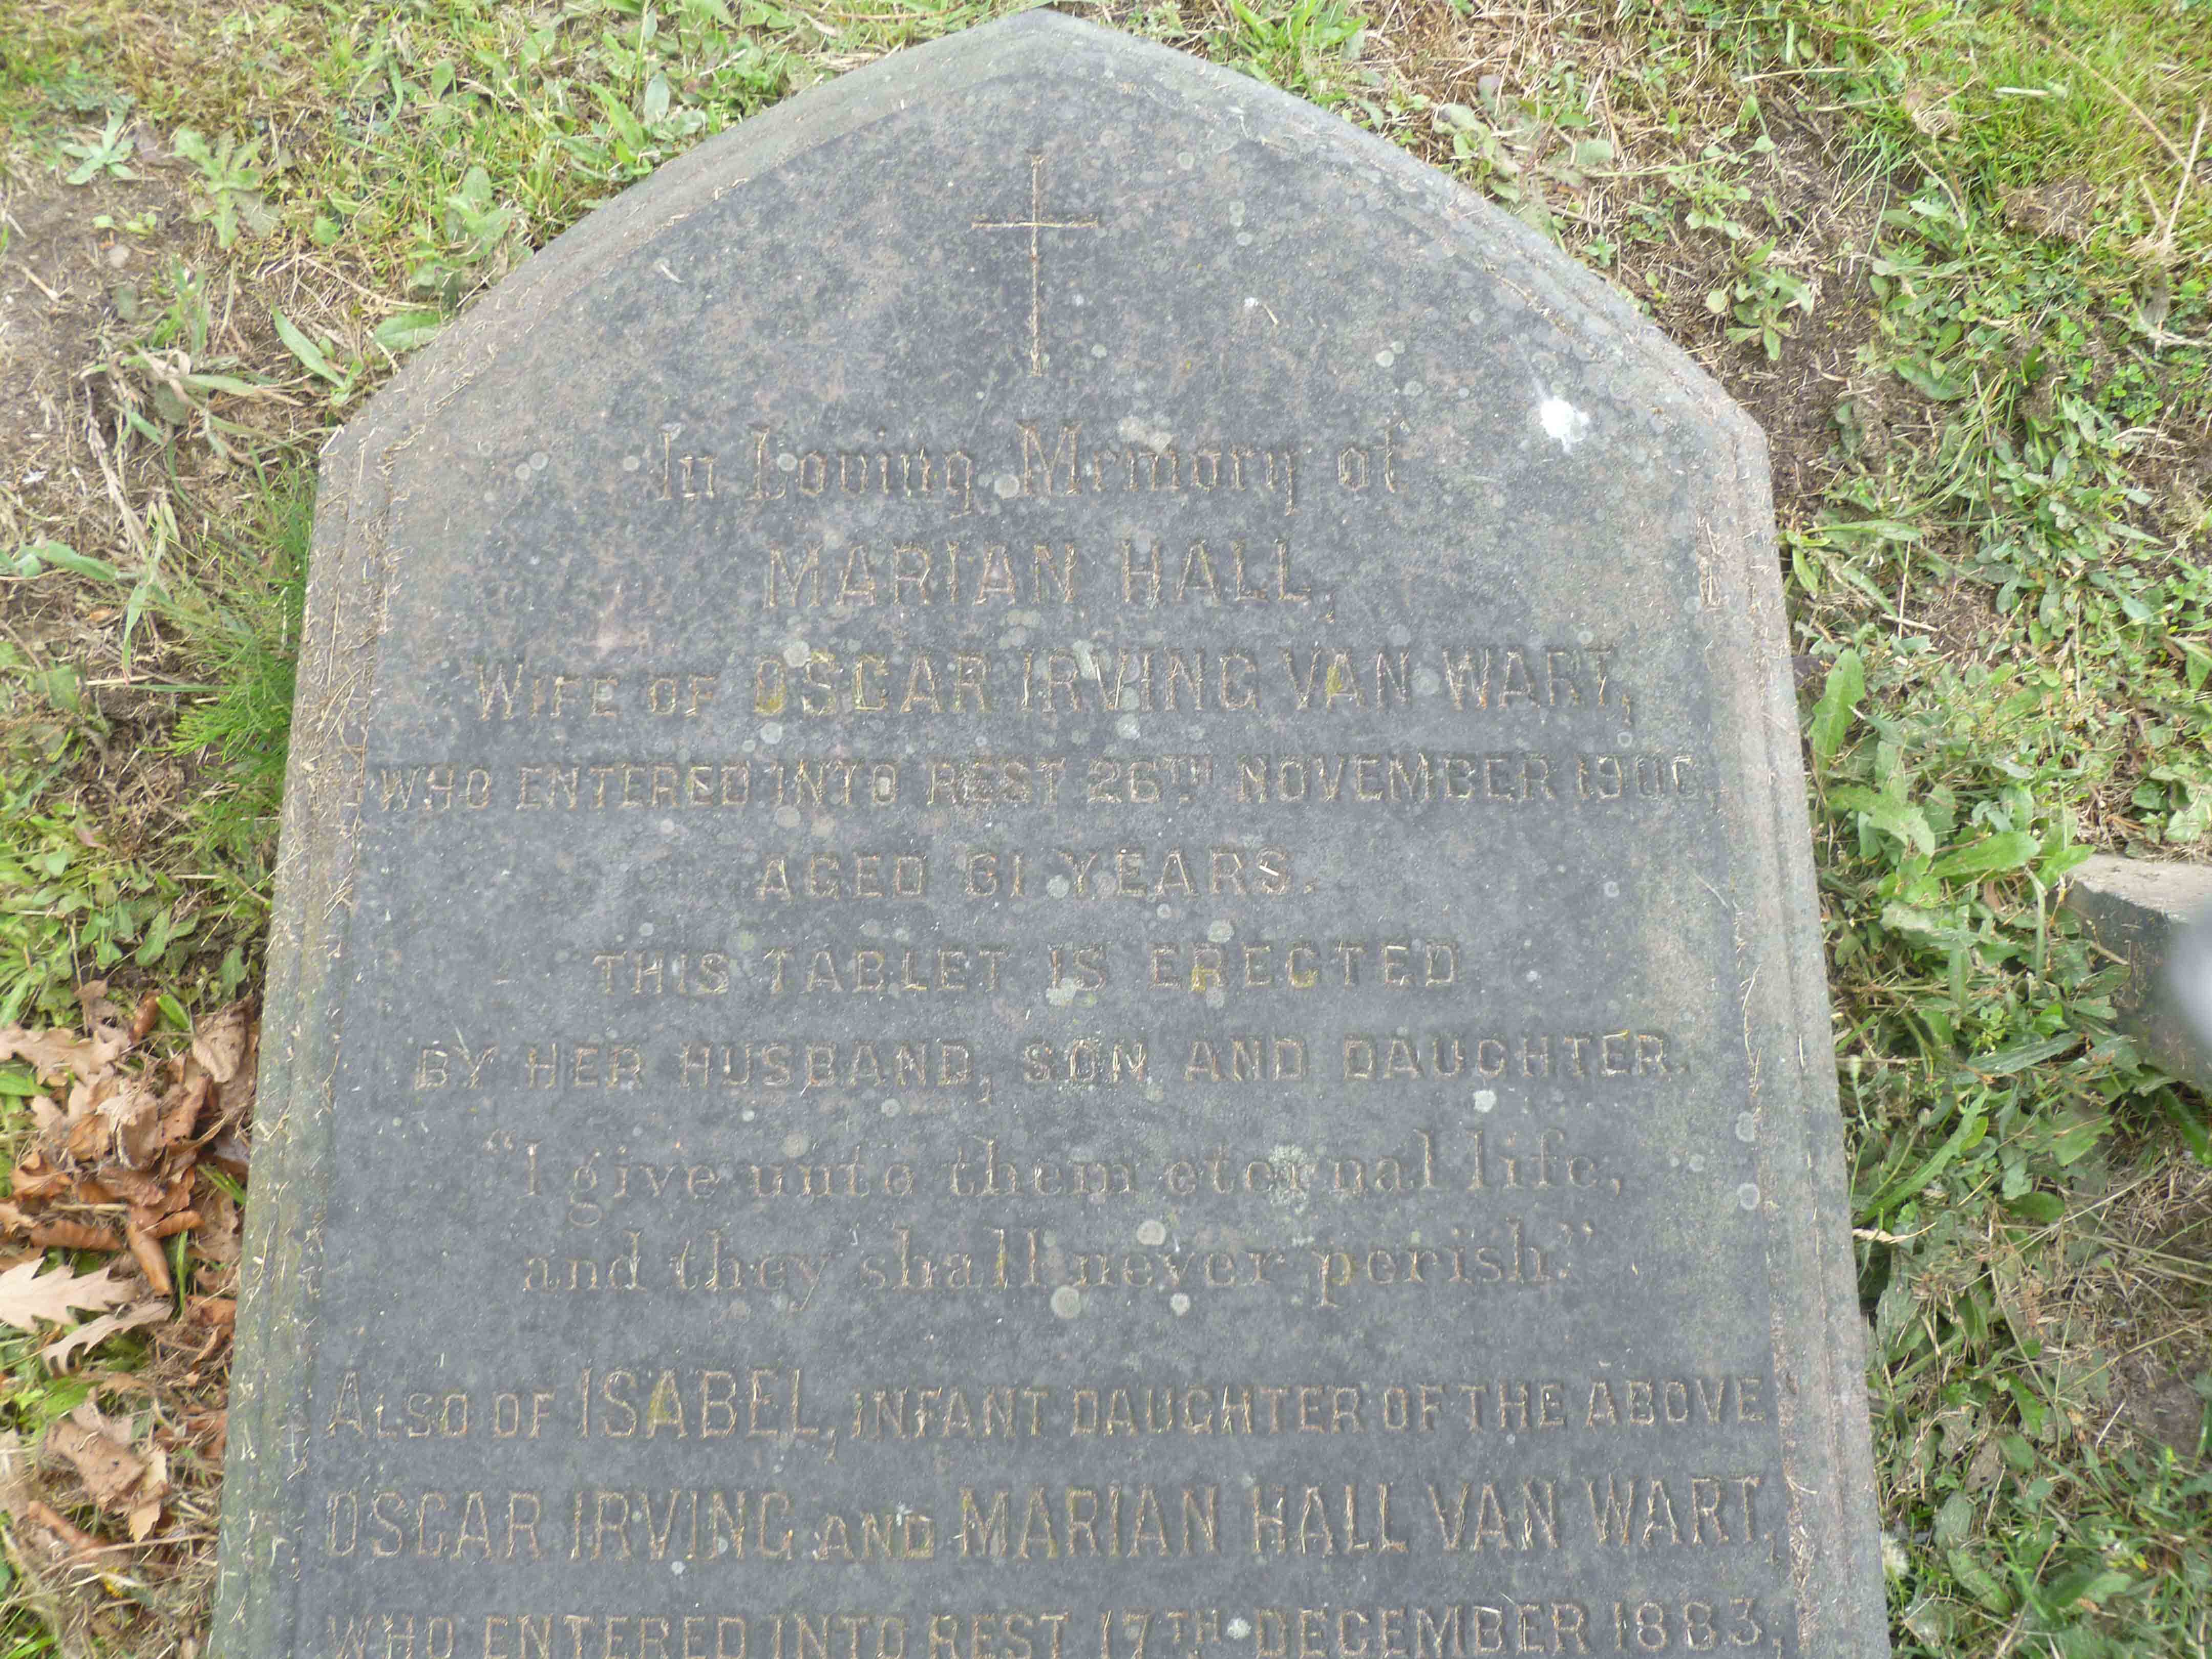 In Loving Memory of
MARIAN HALL,
WIFE OF OSCAR IRVING VAN WART,
WHO ENTERED INTO REST 26TH NOVEMBER 1900,
AGED 61 YEARS.
THIS TABLET IS ERECTED
BY HER HUSBAND, SON AND DAUGHTER.
"I give unto them eternal life,
and they shall never perish."
ALSO OF ISABEL, INFANT DAUGHTER OF THE ABOVE
OSCAR IRVING AND MARIAN HALL VAN WART,
WHO ENTERED INTO REST 17TH DECEMBER 1883,